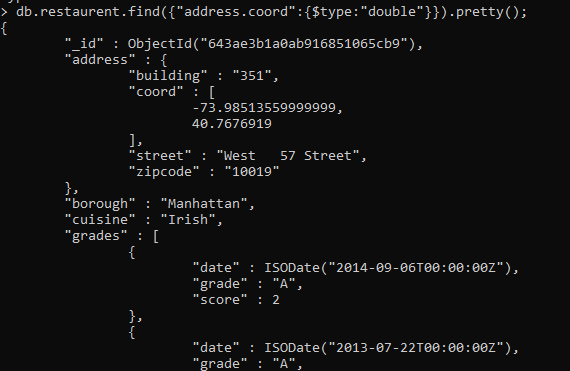 > db.restaurent.find({"address.coord":{$type:"double"}}).pretty();
{
"_id" : ObjectId("643ae3b1a0ab916851065cb9"),
"address" : {
"building" : "351",
"coord" : [
-73.98513559999999,
40.7676919
],
"street" : "West   57 Street",
"zipcode" : "10019"
},
"borough" : "Manhattan",
"cuisine" : "Irish",
"grades" : [
{
"date" : ISODate("2014-09-06T00:00:00Z"),
"grade" : "A",
"score" : 2
},
{
"date" : ISODate("2013-07-22T00:00:00Z"),
"grade" : "A",